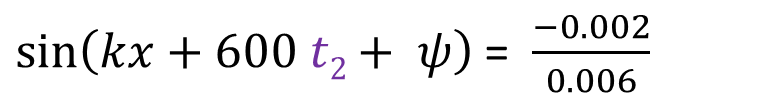 sin(kx + 600 t₂ + ψ) = −0.002/0.006